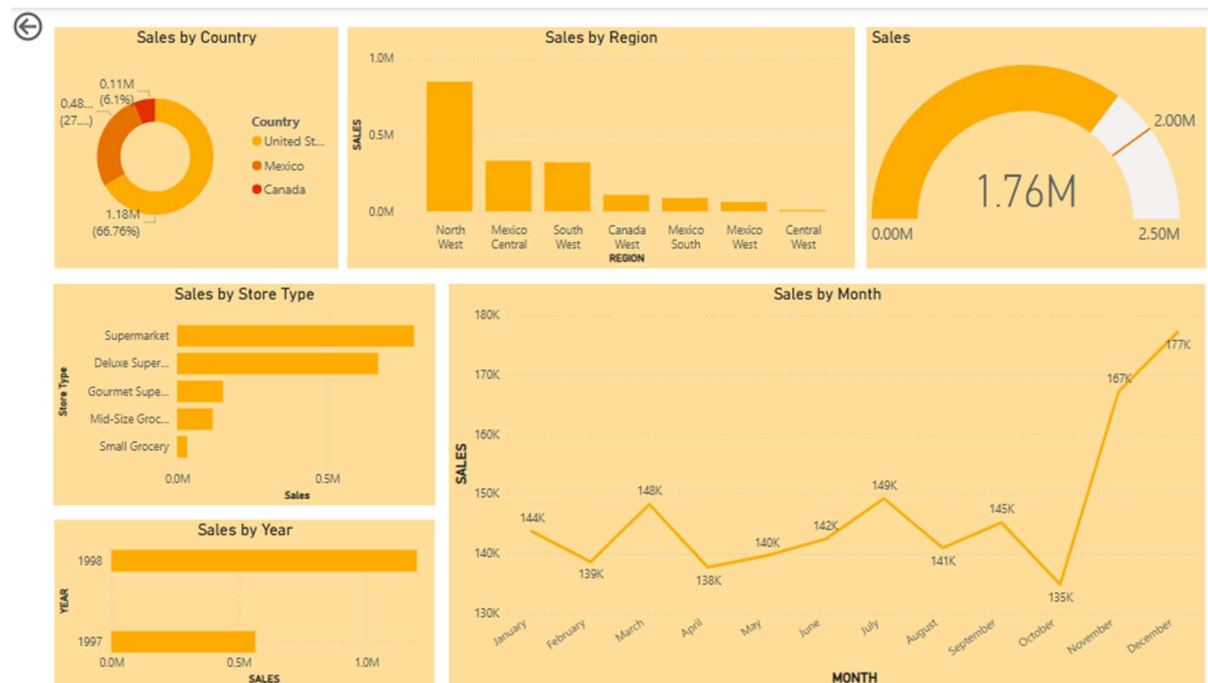 Sales by Country
0.11M
(6.1%)
0.48...
(27....)
1.18M
(66.76%)
Country
United St...
Mexico
Canada
Sales by Region
SALES
1.0M
0.5M
0.0M
North
West
Mexico
Central
South
West
Canada
West
Mexico
South
Mexico
West
Central
West
REGION
Sales
2.00M
1.76M
0.00M
2.50M
Sales by Store Type
Store Type
Supermarket
Deluxe Super...
Gourmet Supe...
Mid-Size Groc...
Small Grocery
0.0M
0.5M
Sales
Sales by Year
YEAR
1998
1997
0.0M
0.5M
1.0M
SALES
Sales by Month
SALES
180K
170K
160K
150K
140K
130K
144K
139K
148K
138K
140K
142K
149K
141K
145K
135K
167K
177K
January
February
March
April
May
June
July
August
September
October
November
December
MONTH